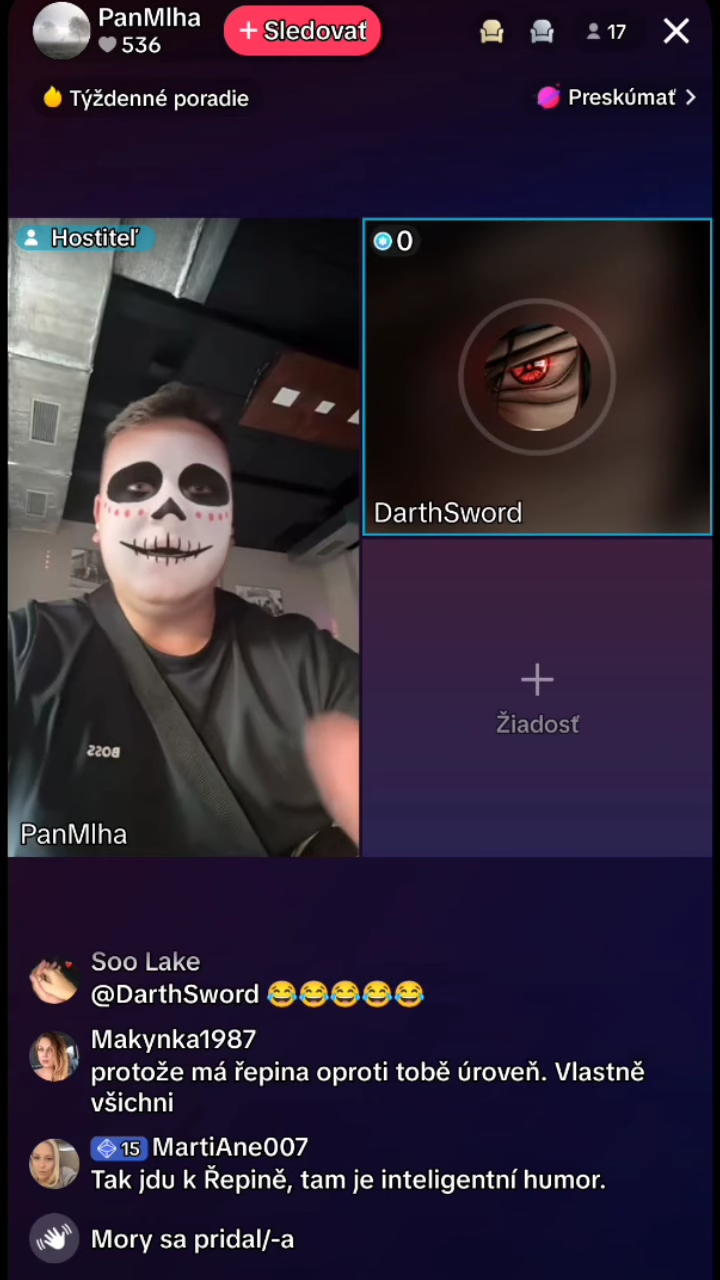 PanMlha
536
+ Sledovať
17
Týždenné poradie
Preskúmať
Hostiteľ
0
DarthSword
Žiadosť
BOSS
PanMlha
Soo Lake
@DarthSword 😂😂😂😂😂
Makynka1987
protože má řepina oproti tobě úroveň. Vlastně
všichni
15 MartiAne007
Tak jdu k Řepině, tam je inteligentní humor.
Mory sa pridal/-a